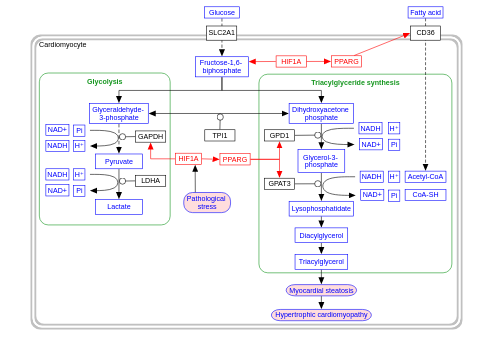 Glucose
Fatty acid
SLC2A1
CD36
Cardiomyocyte
Fructose-1,6-
biphosphate
HIF1A
PPARG
Glycolysis
Triacylglyceride synthesis
Glyceraldehyde-
3-phosphate
Dihydroxyacetone
phosphate
NAD+
Pi
GAPDH
TPI1
GPD1
NADH
H⁺
NADH
H⁺
NAD+
Pi
Pyruvate
HIF1A
PPARG
Glycerol-3-
phosphate
NADH
H⁺
LDHA
GPAT3
NADH
H⁺
Acetyl-CoA
NAD+
Pi
NAD+
Pi
CoA-SH
Pathological
stress
Lactate
Lysophosphatidate
Diacylglycerol
Triacylglycerol
Myocardial steatosis
Hypertrophic cardiomyopathy